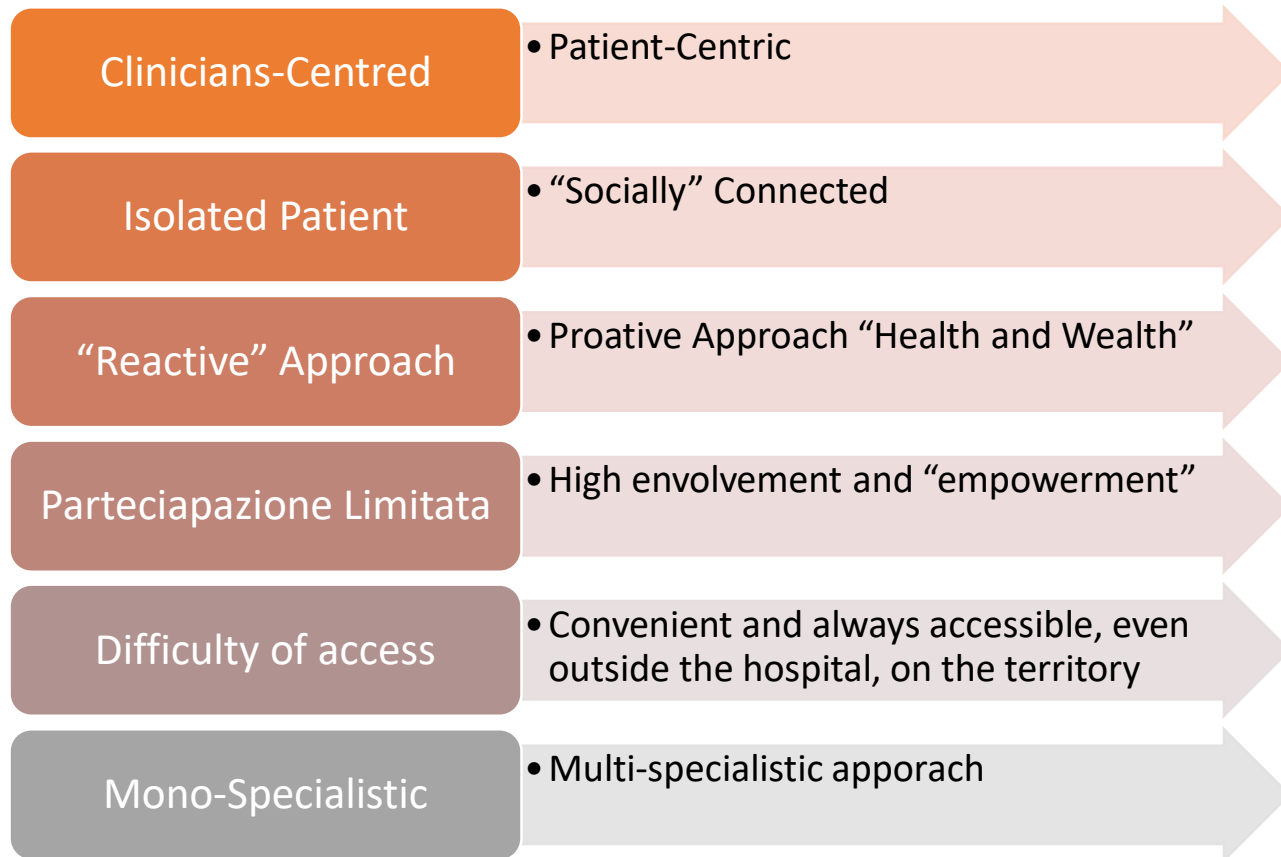 Clinicians-Centred
• Patient-Centric
Isolated Patient
• “Socially” Connected
“Reactive” Approach
• Proative Approach “Health and Wealth”
Parteciapazione Limitata
• High envolvement and “empowerment”
Difficulty of access
• Convenient and always accessible, even
outside the hospital, on the territory
Mono-Specialistic
• Multi-specialistic apporach